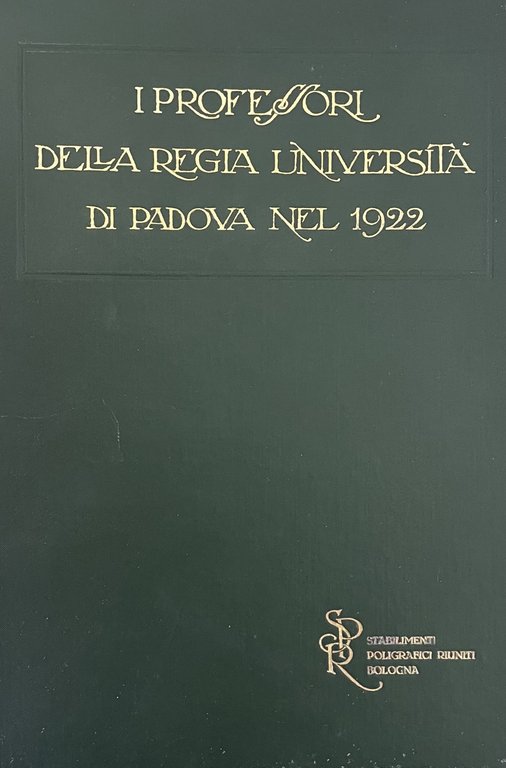 I PROFESSORI
DELLA REGIA UNIVERSITÀ
DI PADOVA NEL 1922
SPR
STABILIMENTI
POLIGRAFICI RIUNITI
BOLOGNA